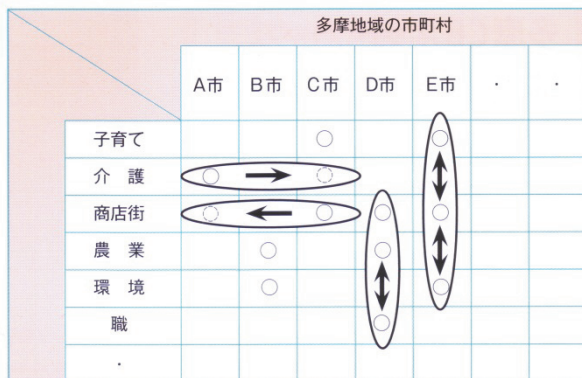 多摩地域の市町村
A市 B市 C市 D市 E市 ・ ・
子育て
介 護
商店街
農 業
環 境
職
・